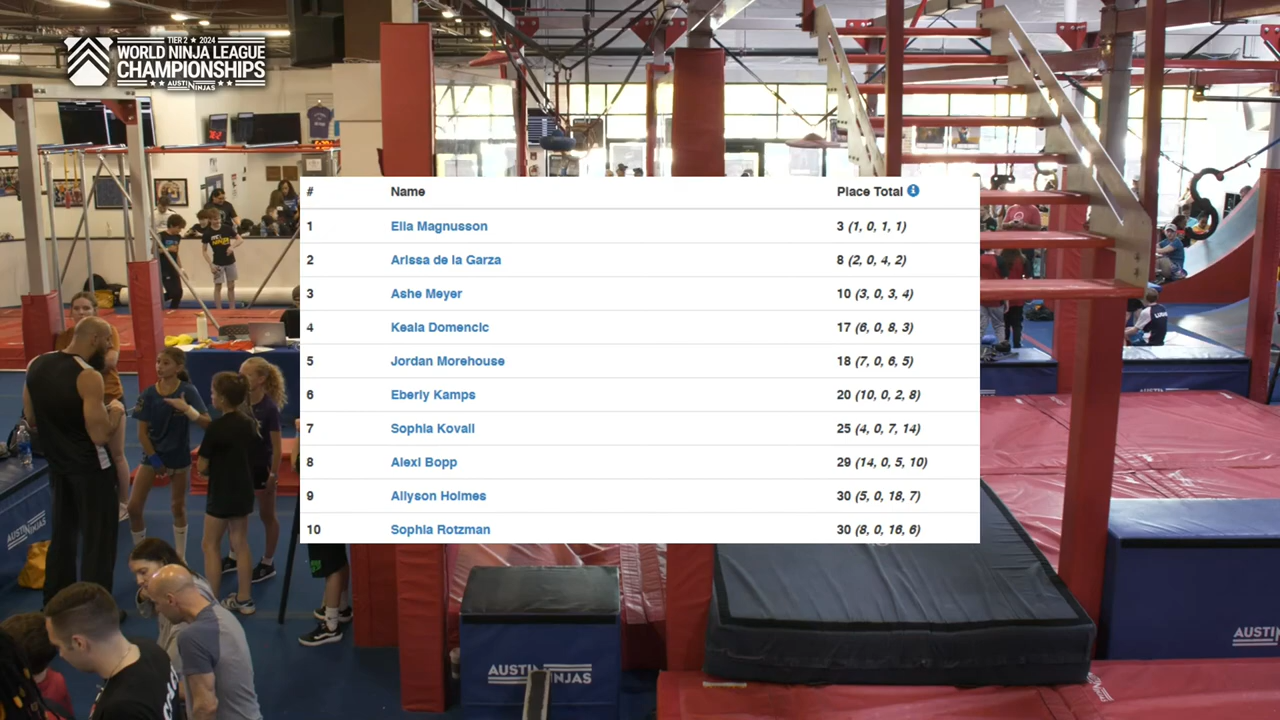 TIER 2 ★ 2024
WORLD NINJA LEAGUE
CHAMPIONSHIPS
AUSTIN NINJAS
# Name Place Total
1 Ella Magnusson 3 (1, 0, 1, 1)
2 Arissa de la Garza 8 (2, 0, 4, 2)
3 Ashe Meyer 10 (3, 0, 3, 4)
4 Keala Domencic 17 (6, 0, 8, 3)
5 Jordan Morehouse 18 (7, 0, 6, 5)
6 Eberly Kamps 20 (10, 0, 2, 8)
7 Sophia Kovall 25 (4, 0, 7, 14)
8 Alexi Bopp 29 (14, 0, 5, 10)
9 Allyson Holmes 30 (5, 0, 18, 7)
10 Sophia Rotzman 30 (8, 0, 16, 6)
AUSTIN
NINJAS
AUSTIN NINJAS
AUSTIN
AUSTIN